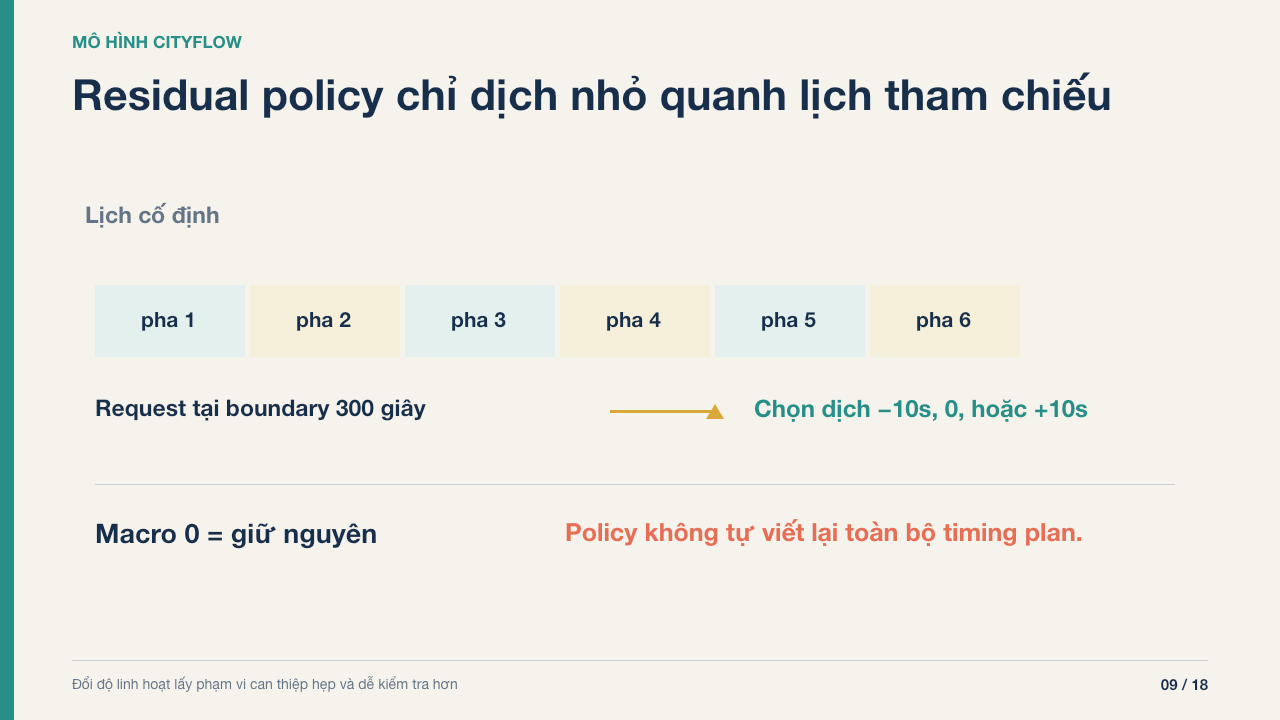 MÔ HÌNH CITYFLOW
Residual policy chỉ dịch nhỏ quanh lịch tham chiếu
Lịch cố định
pha 1 pha 2 pha 3 pha 4 pha 5 pha 6
Request tại boundary 300 giây
Chọn dịch −10s, 0, hoặc +10s
Macro 0 = giữ nguyên
Policy không tự viết lại toàn bộ timing plan.
Đổi độ linh hoạt lấy phạm vi can thiệp hẹp và dễ kiểm tra hơn
09 / 18